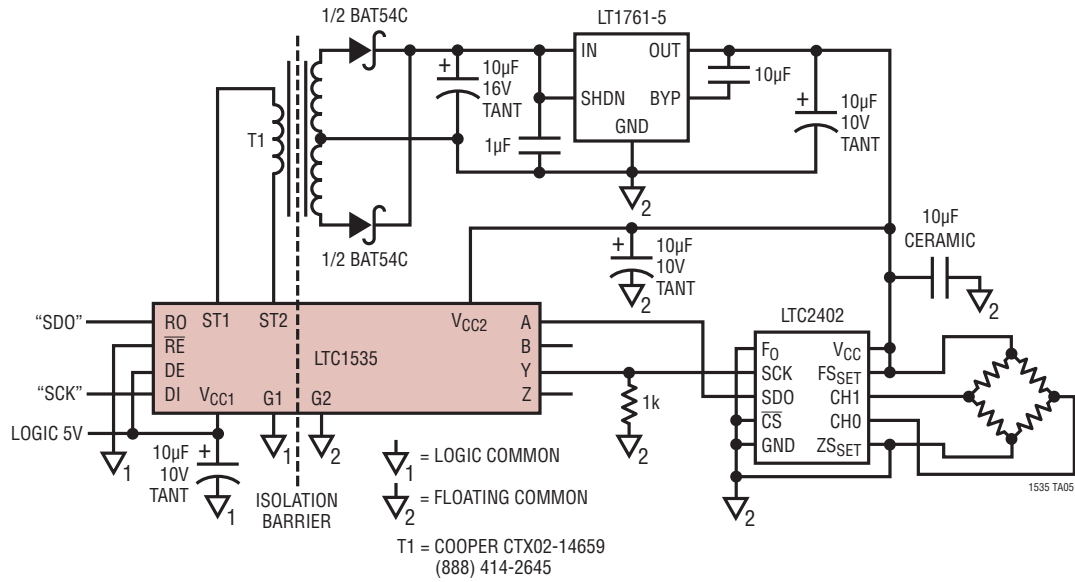 1/2 BAT54C
LT1761-5
IN
OUT
SHDN
BYP
GND
+
10µF
16V
TANT
1µF
10µF
+
10µF
10V
TANT
2
T1
1/2 BAT54C
+
10µF
10V
TANT
2
10µF
CERAMIC
2
LTC1535
ST1
ST2
VCC2
"SDO"
RO
RE
DE
"SCK"
DI
VCC1
G1
G2
A
B
Y
Z
LOGIC 5V
1
+
10µF
10V
TANT
1
1
2
ISOLATION
BARRIER
1k
2
LTC2402
FO
VCC
SCK
FSSET
SDO
CH1
CS
CH0
GND
ZSSET
2
1 = LOGIC COMMON
2 = FLOATING COMMON
T1 = COOPER CTX02-14659
(888) 414-2645
1535 TA05